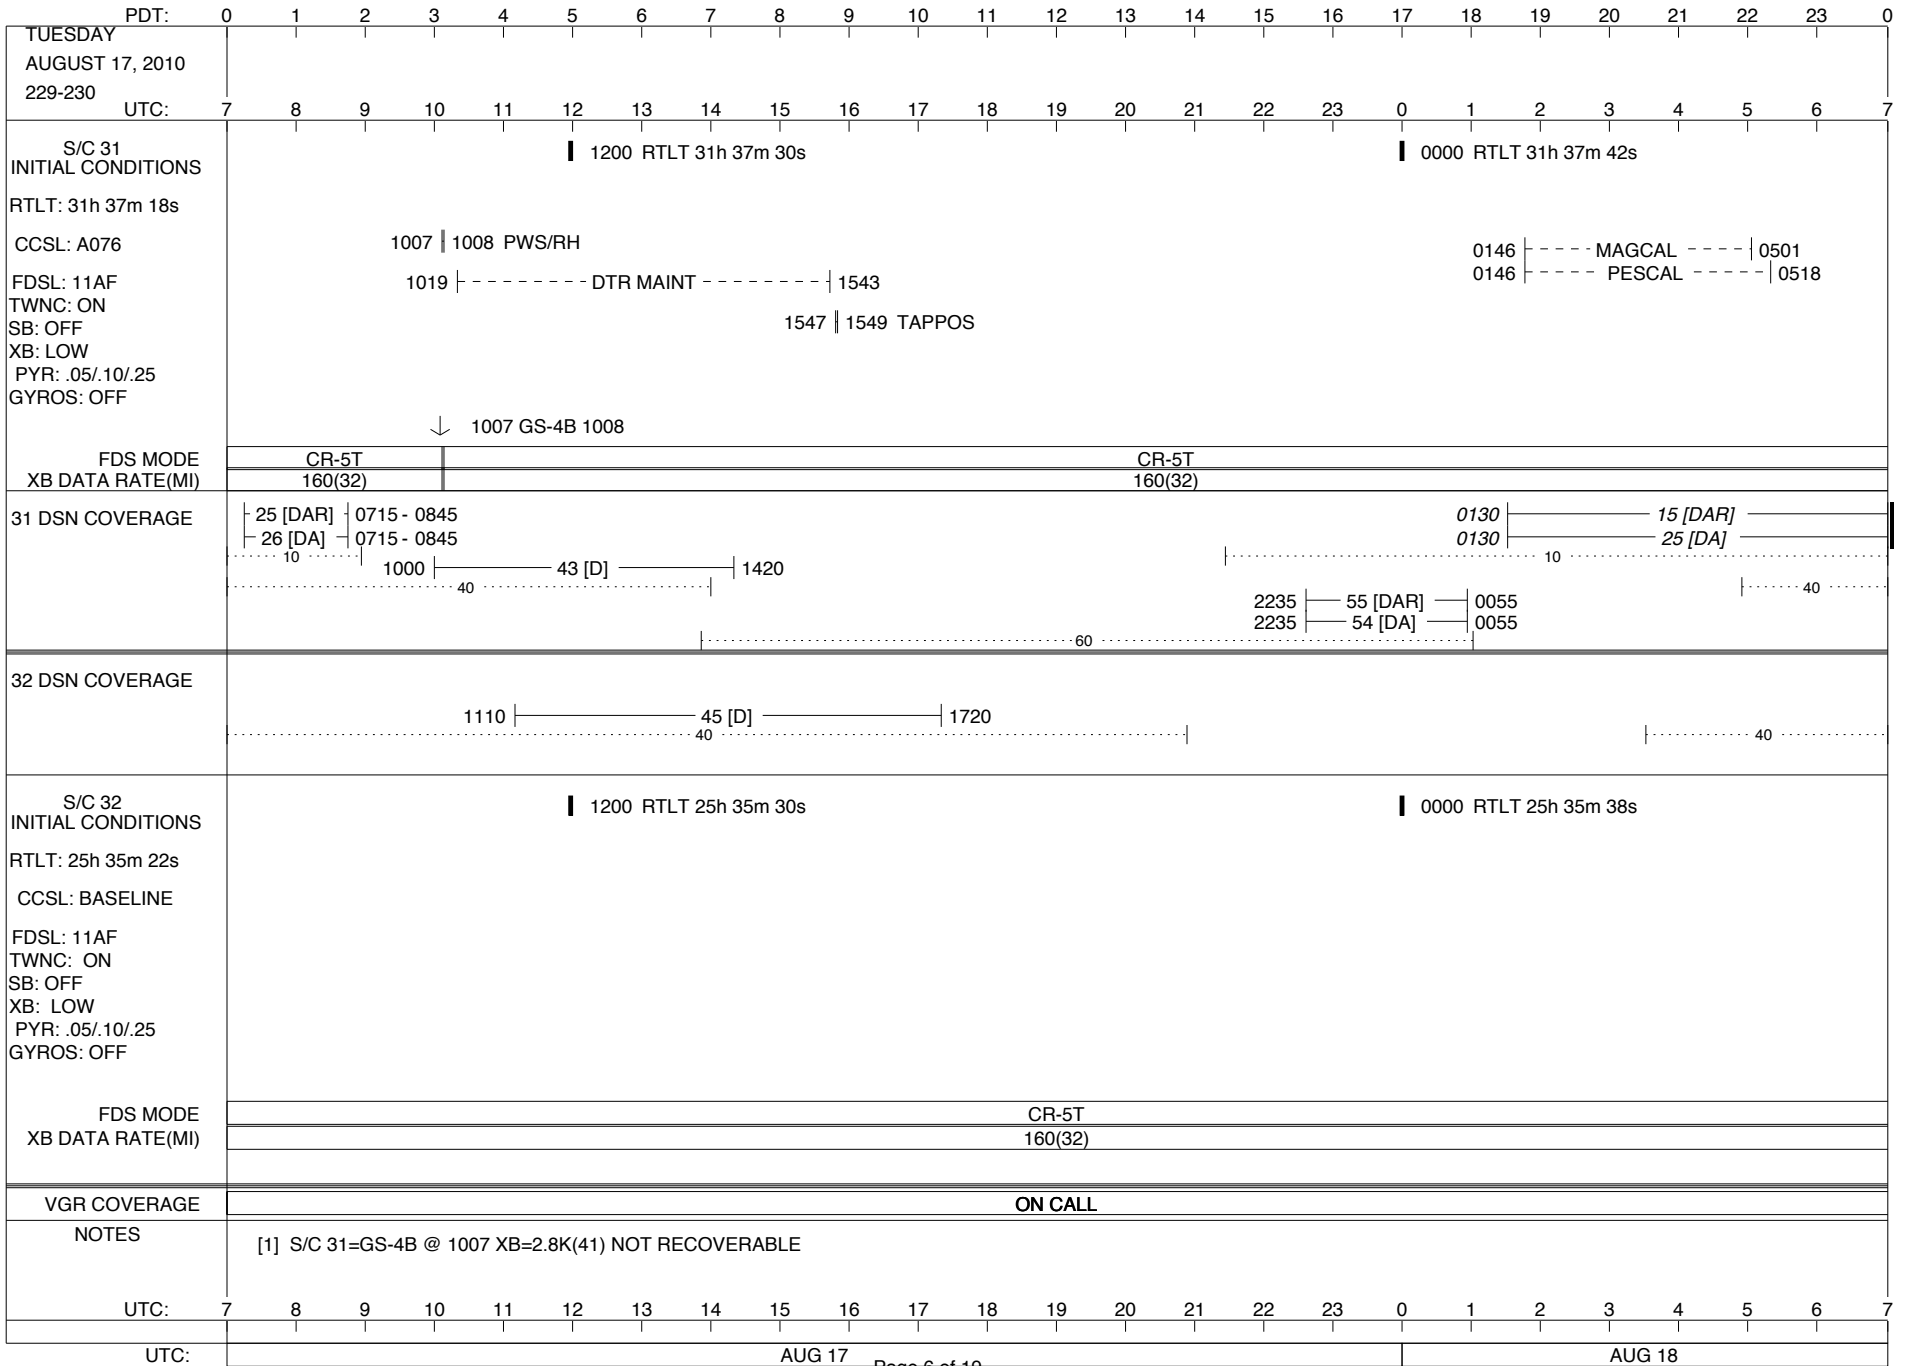 PDT: 0 1 2 3 4 5 6 7 8 9 10 11 12 13 14 15 16 17 18 19 20 21 22 23 0
TUESDAY
AUGUST 17, 2010
229-230
UTC: 7 8 9 10 11 12 13 14 15 16 17 18 19 20 21 22 23 0 1 2 3 4 5 6 7
S/C 31
INITIAL CONDITIONS
1200 RTLT 31h 37m 30s
0000 RTLT 31h 37m 42s
RTLT: 31h 37m 18s
CCSL: A076
1007 1008 PWS/RH
0146 MAGCAL 0501
FDSL: 11AF
1019 DTR MAINT 1543
0146 PESCAL 0518
TWNC: ON
SB: OFF
1547 1549 TAPPOS
XB: LOW
PYR: .05/.10/.25
GYROS: OFF
1007 GS-4B 1008
FDS MODE CR-5T CR-5T
XB DATA RATE(MI) 160(32) 160(32)
31 DSN COVERAGE
25 [DAR] 0715 - 0845
0130 15 [DAR]
26 [DA] 0715 - 0845
0130 25 [DA]
10 10
1000 43 [D] 1420
40 40
2235 55 [DAR] 0055
2235 54 [DA] 0055
60
32 DSN COVERAGE
1110 45 [D] 1720
40 40
S/C 32
INITIAL CONDITIONS
1200 RTLT 25h 35m 30s
0000 RTLT 25h 35m 38s
RTLT: 25h 35m 22s
CCSL: BASELINE
FDSL: 11AF
TWNC: ON
SB: OFF
XB: LOW
PYR: .05/.10/.25
GYROS: OFF
FDS MODE CR-5T
XB DATA RATE(MI) 160(32)
VGR COVERAGE ON CALL
NOTES
[1] S/C 31=GS-4B @ 1007 XB=2.8K(41) NOT RECOVERABLE
UTC: 7 8 9 10 11 12 13 14 15 16 17 18 19 20 21 22 23 0 1 2 3 4 5 6 7
UTC: AUG 17 AUG 18
Page 6 of 19